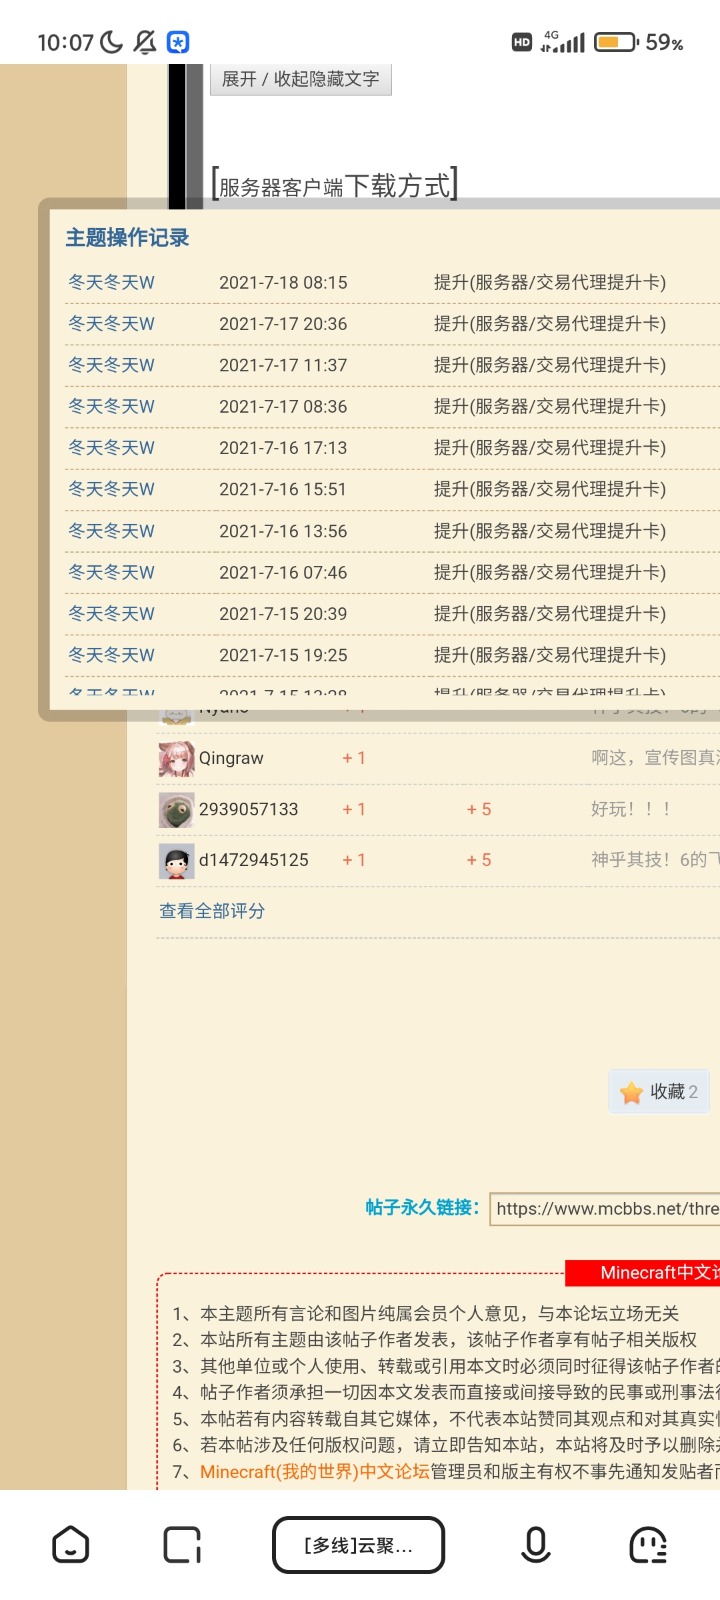 10:07 HD 4G 59%
展开 / 收起隐藏文字
[服务器客户端下载方式]
主题操作记录
冬天冬天W 2021-7-18 08:15 提升(服务器/交易代理提升卡)
冬天冬天W 2021-7-17 20:36 提升(服务器/交易代理提升卡)
冬天冬天W 2021-7-17 11:37 提升(服务器/交易代理提升卡)
冬天冬天W 2021-7-17 08:36 提升(服务器/交易代理提升卡)
冬天冬天W 2021-7-16 17:13 提升(服务器/交易代理提升卡)
冬天冬天W 2021-7-16 15:51 提升(服务器/交易代理提升卡)
冬天冬天W 2021-7-16 13:56 提升(服务器/交易代理提升卡)
冬天冬天W 2021-7-16 07:46 提升(服务器/交易代理提升卡)
冬天冬天W 2021-7-15 20:39 提升(服务器/交易代理提升卡)
冬天冬天W 2021-7-15 19:25 提升(服务器/交易代理提升卡)
冬天冬天W 2021-7-15 提升(服务器/交易代理提升卡)
Qingraw + 1 啊这，宣传图真
2939057133 + 1 + 5 好玩！！！
d1472945125 + 1 + 5 神乎其技！6的飞
查看全部评分
收藏 2
帖子永久链接： https://www.mcbbs.net/thre
Minecraft中文
1、本主题所有言论和图片纯属会员个人意见，与本论坛立场无关
2、本站所有主题由该帖子作者发表，该帖子作者享有帖子相关版权
3、其他单位或个人使用、转载或引用本文时必须同时征得该帖子作者
4、帖子作者须承担一切因本文发表而直接或间接导致的民事或刑事法
5、本帖若有内容转载自其它媒体，不代表本站赞同其观点和对其真实
6、若本帖涉及任何版权问题，请立即告知本站，本站将及时予以删除
7、Minecraft(我的世界)中文论坛管理员和版主有权不事先通知发贴者
[多线]云聚...